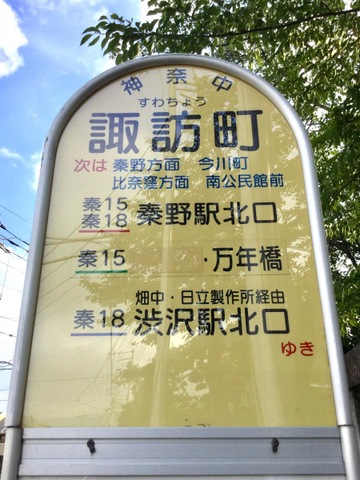 神奈中
すわちょう
諏訪町
次は 秦野方面 今川町
比奈窪方面 南公民館前
秦15
秦18 秦野駅北口
秦15 ・万年橋
畑中・日立製作所経由
秦18 渋沢駅北口
ゆき